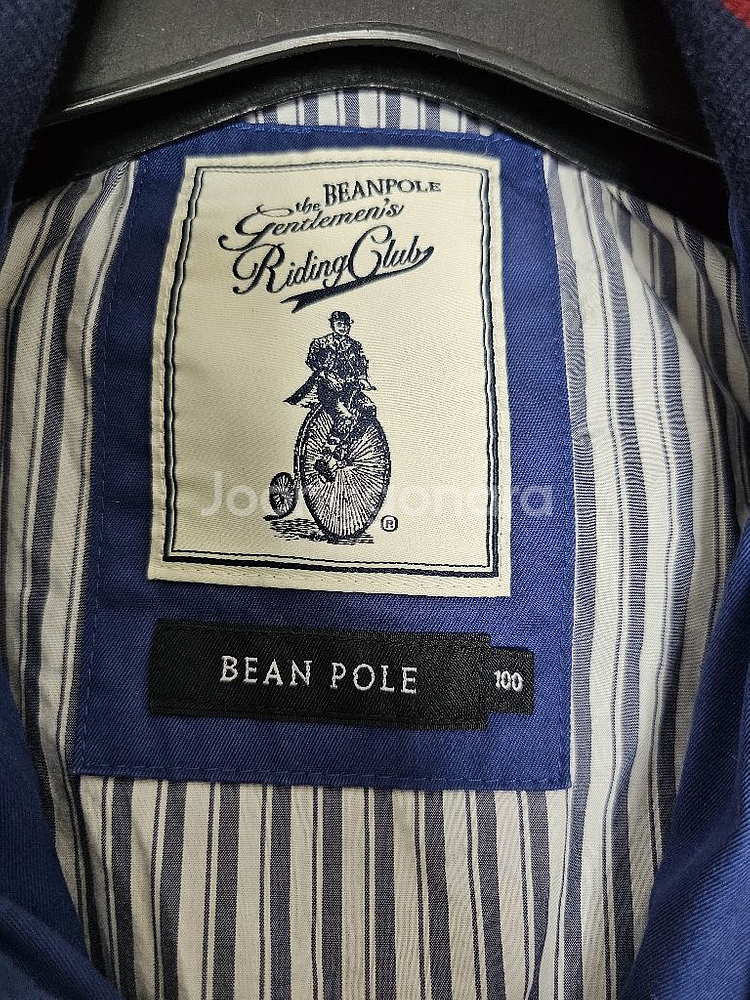 the BEANPOLE
Gentlemen's
Riding Club
®
BEAN POLE
100